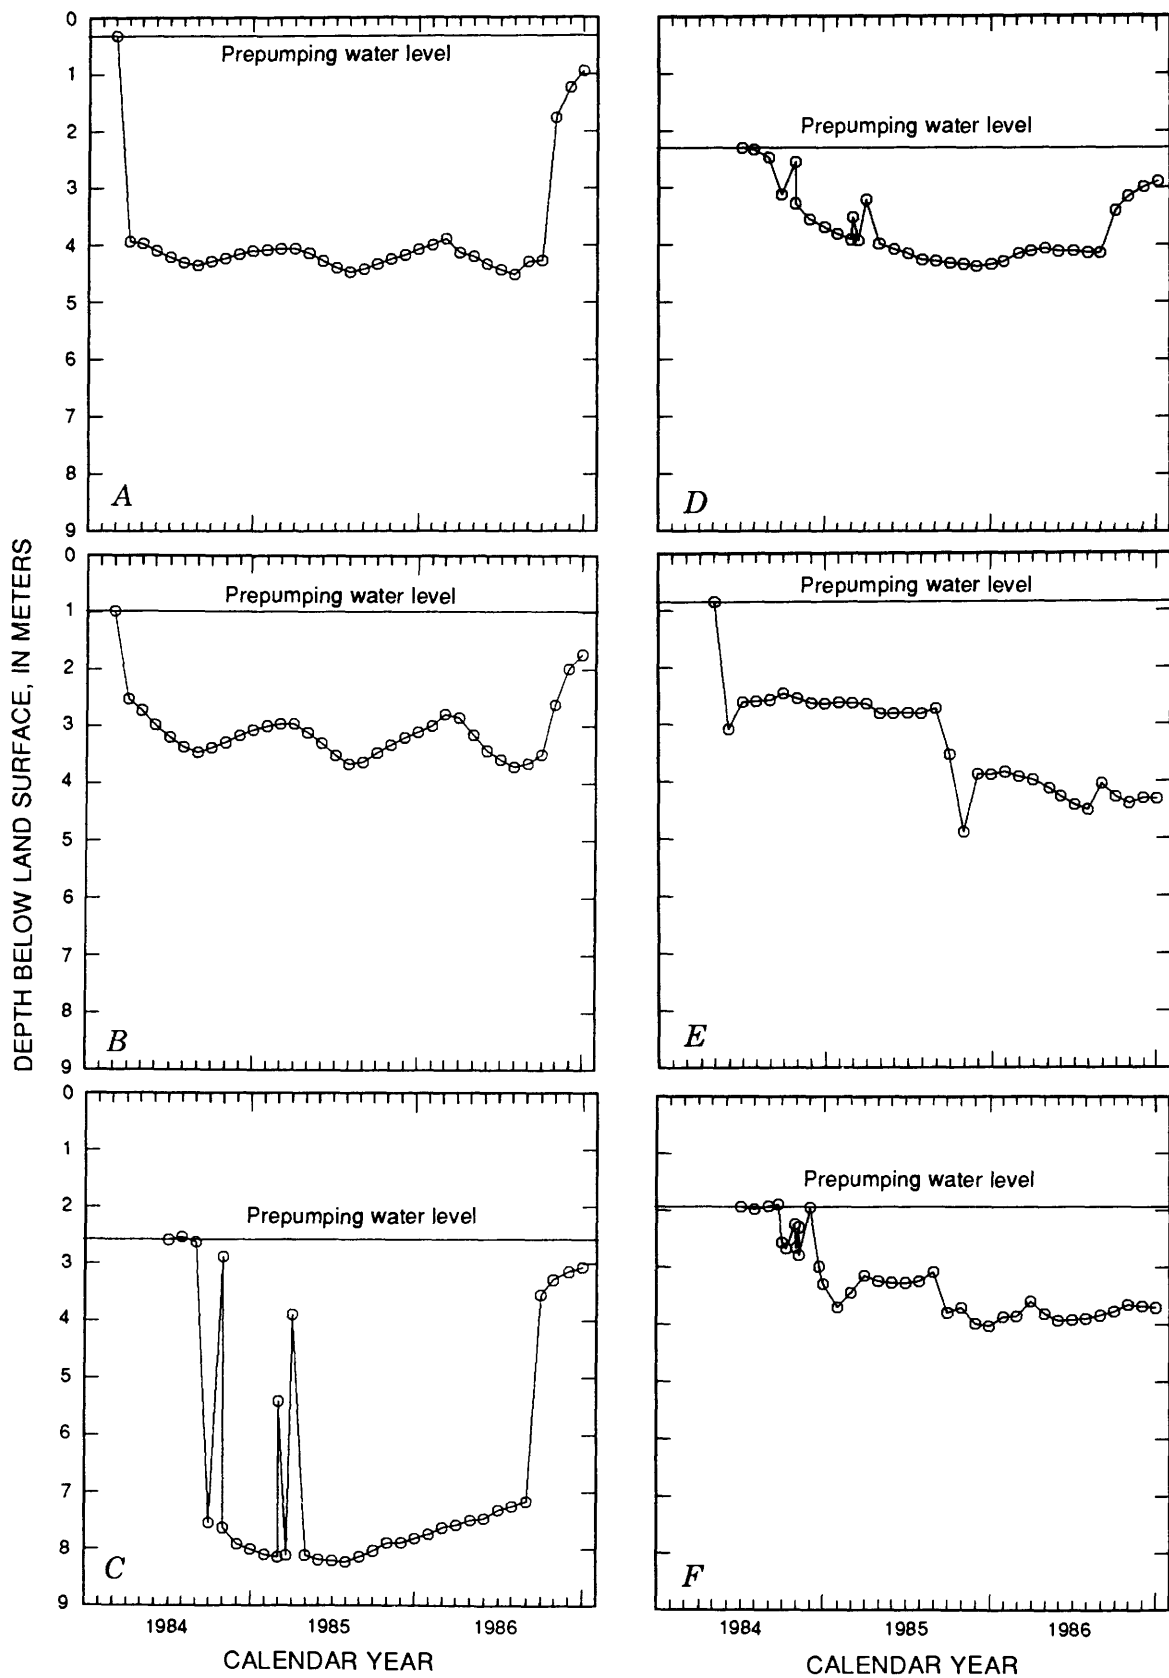 0
Prepumping water level
1
2
3
4
5
6
7
8
A
9
Prepumping water level
D
DEPTH BELOW LAND SURFACE, IN METERS
0
Prepumping water level
1
2
3
4
5
6
7
8
B
9
Prepumping water level
E
0
1
2
Prepumping water level
3
4
5
6
7
8
C
9
1984 1985 1986
CALENDAR YEAR
Prepumping water level
F
1984 1985 1986
CALENDAR YEAR